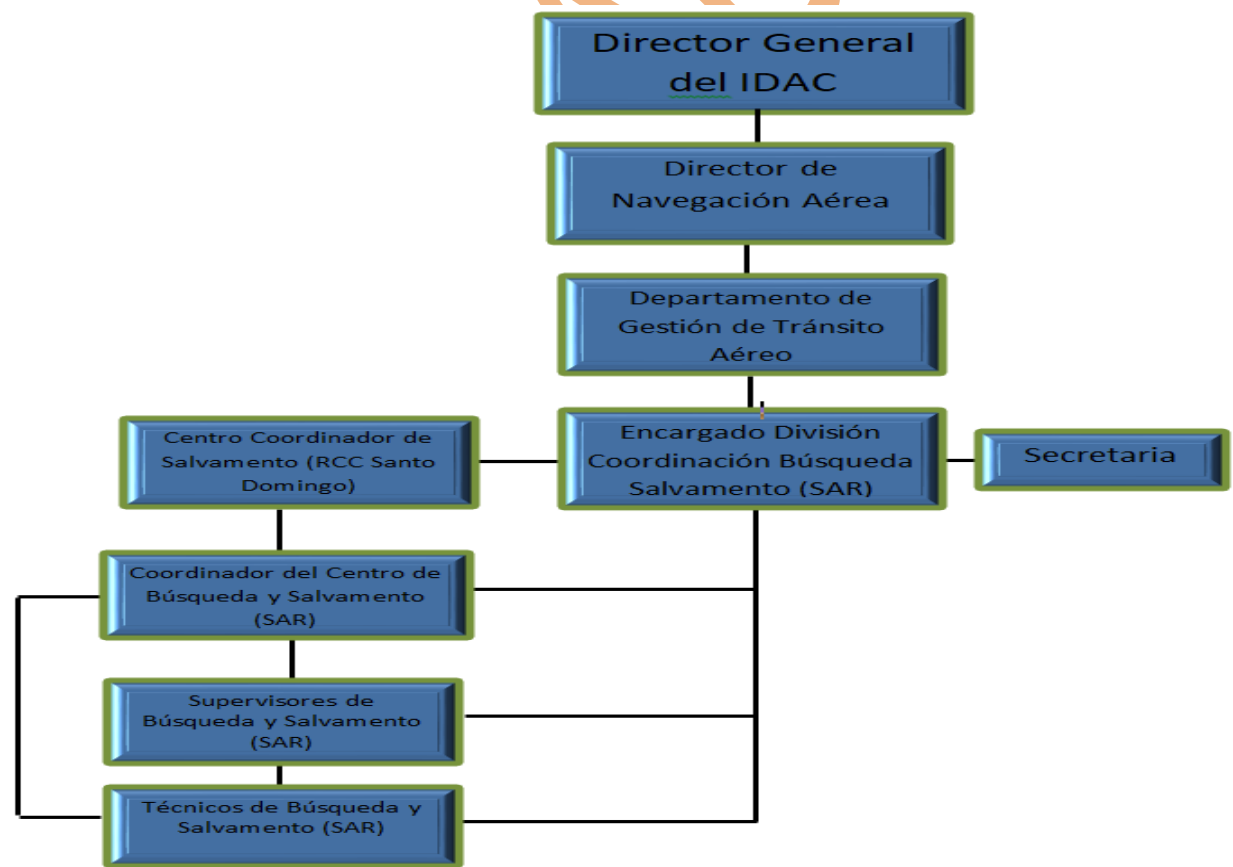 Director General
del IDAC
Director de
Navegación Aérea
Departamento de
Gestión de Tránsito
Aéreo
Encargado División
Coordinación Búsqueda
Salvamento (SAR)
Secretaria
Centro Coordinador de
Salvamento (RCC Santo
Domingo)
Coordinador del Centro de
Búsqueda y Salvamento
(SAR)
Supervisores de
Búsqueda y Salvamento
(SAR)
Técnicos de Búsqueda y
Salvamento (SAR)